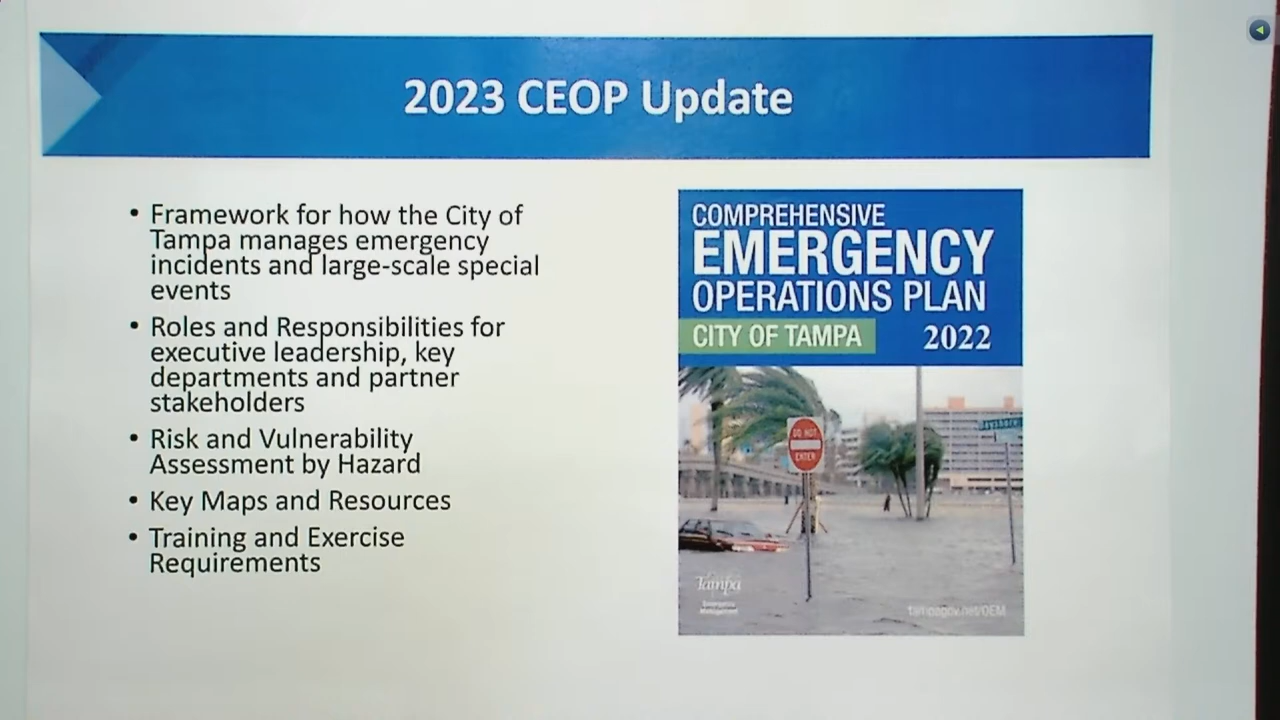 2023 CEOP Update
• Framework for how the City of
Tampa manages emergency
incidents and large-scale special
events
• Roles and Responsibilities for
executive leadership, key
departments and partner
stakeholders
• Risk and Vulnerability
Assessment by Hazard
• Key Maps and Resources
• Training and Exercise
Requirements
COMPREHENSIVE
EMERGENCY
OPERATIONS PLAN
CITY OF TAMPA 2022
DO NOT
ENTER
Tampa
tampagov.net/OEM